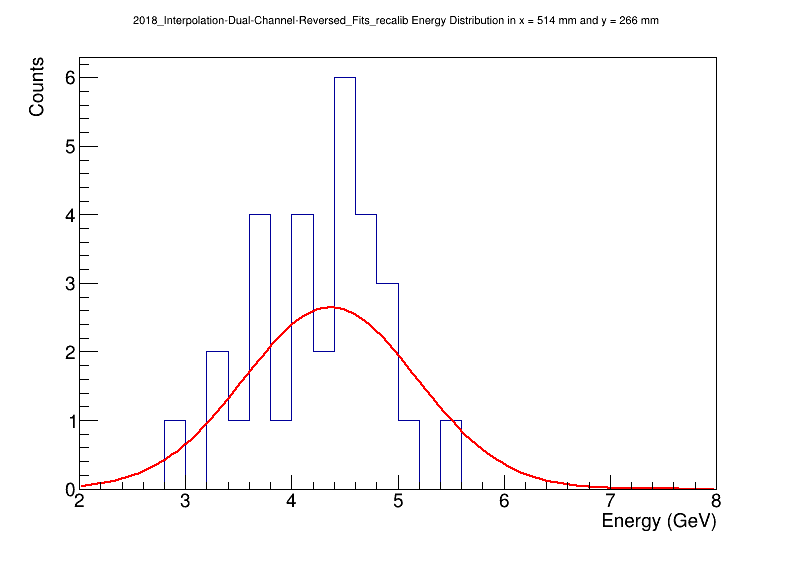 2018_Interpolation-Dual-Channel-Reversed_Fits_recalib Energy Distribution in x = 514 mm and y = 266 mm
Counts
6
5
4
3
2
1
0
2 3 4 5 6 7 8
Energy (GeV)